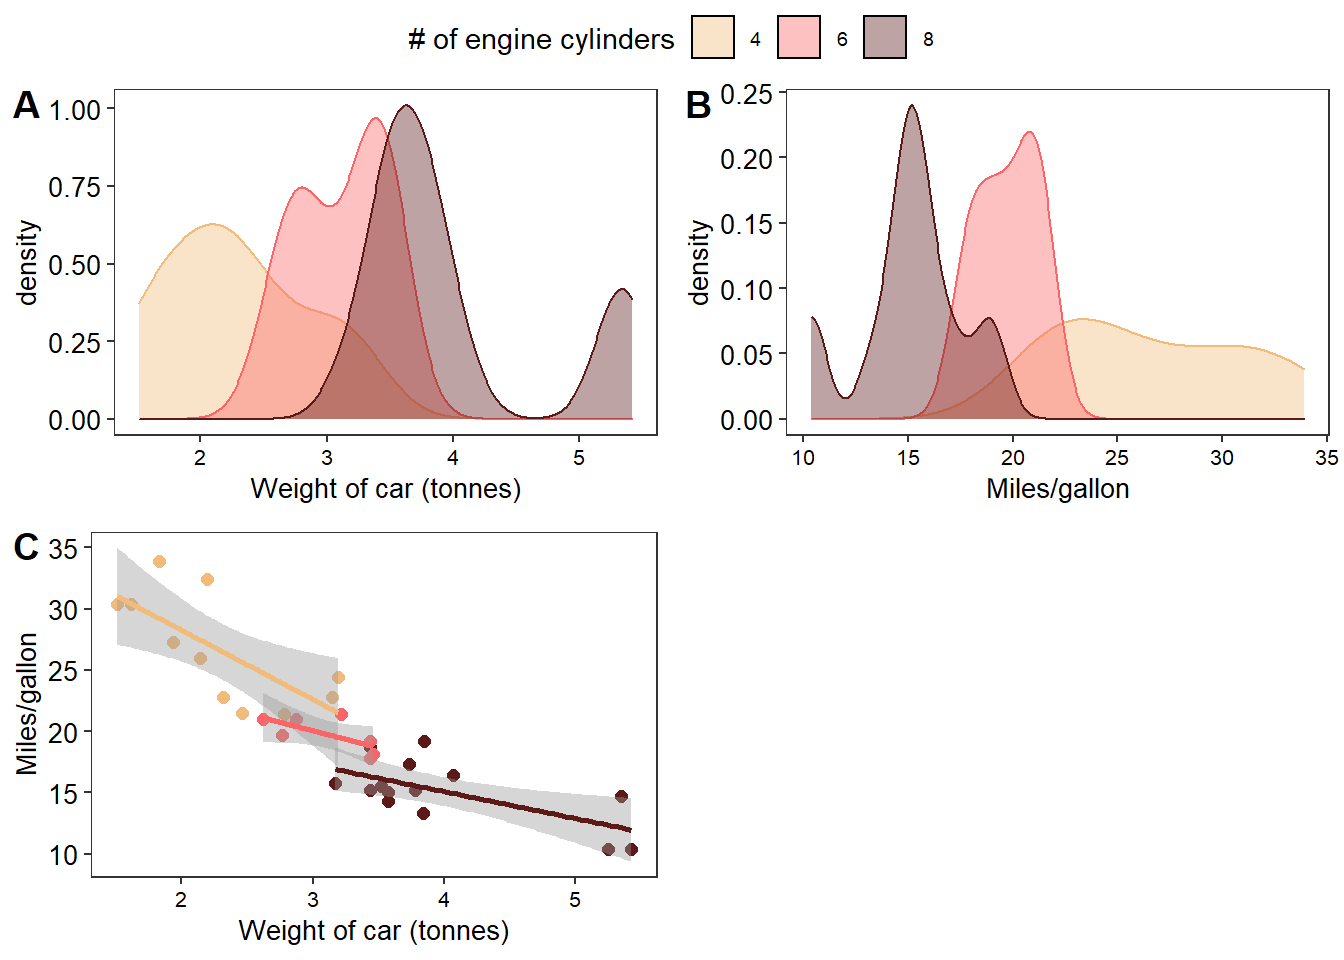 # of engine cylinders 4 6 8
A
1.00
0.75
0.50
0.25
0.00
density
2 3 4 5
Weight of car (tonnes)
B
0.25
0.20
0.15
0.10
0.05
0.00
density
10 15 20 25 30 35
Miles/gallon
C
35
30
25
20
15
10
Miles/gallon
2 3 4 5
Weight of car (tonnes)